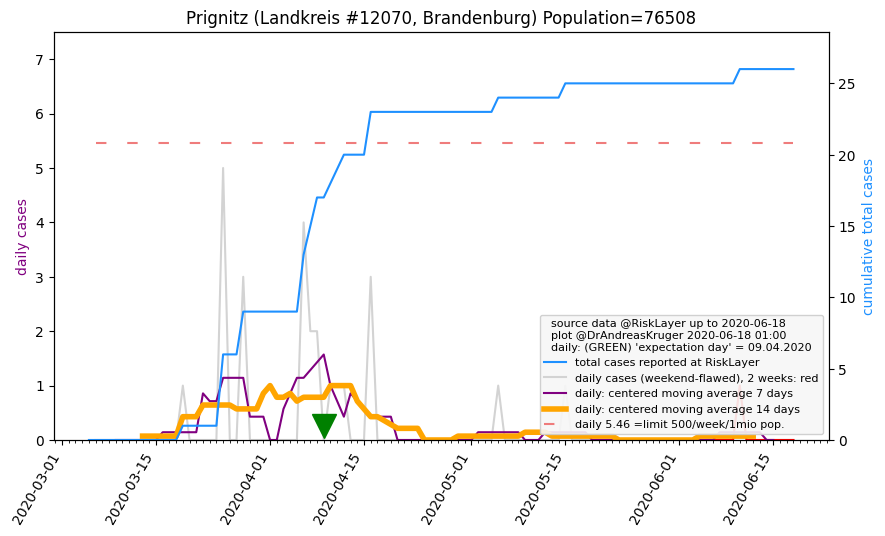 Prignitz (Landkreis #12070, Brandenburg) Population=76508
7
6
5
4
3
2
1
0
daily cases
25
20
15
10
5
0
cumulative total cases
source data @RiskLayer up to 2020-06-18
plot @DrAndreasKruger 2020-06-18 01:00
daily: (GREEN) 'expectation day' = 09.04.2020
total cases reported at RiskLayer
daily cases (weekend-flawed), 2 weeks: red
daily: centered moving average 7 days
daily: centered moving average 14 days
daily 5.46 =limit 500/week/1mio pop.
2020-03-01
2020-03-15
2020-04-01
2020-04-15
2020-05-01
2020-05-15
2020-06-01
2020-06-15